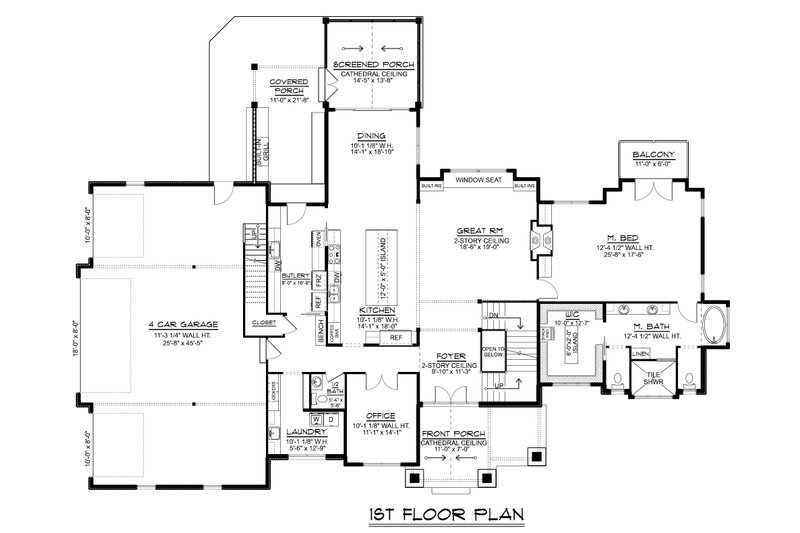 SCREENED PORCH
CATHEDRAL CEILING
14'-5" x 13'-8"
COVERED
PORCH
11'-0" x 21'-8"
BUILT-IN
GRILL
DINING
10'-1 1/8" W.H.
14'-1" x 18'-10"
BALCONY
11'-0" x 6'-0"
WINDOW SEAT
BUILT INS
BUILT INS
GREAT RM
2-STORY CEILING
18'-6" x 19'-0"
M. BED
12'-4 1/2" WALL HT.
25'-8" x 17'-6"
10'-0" x 8'-0"
UP
DW
OVEN
BUTLERY
9'-0" x 16'-8"
FRZ
REF
DW
12'-0" x 5'-0" ISLAND
KITCHEN
10'-1 1/8" W.H.
14'-1" x 18'-0"
COFFEE
BAR
REF
BENCH
CLOSET
4 CAR GARAGE
11'-3 1/4" WALL HT.
25'-8" x 45'-5"
18'-0" x 8'-0"
10'-0" x 8'-0"
DN
OPEN TO
BELOW
UP
FOYER
2-STORY CEILING
9'-10" x 11'-3"
WIC
10'-0" x 12'-7"
6'-0"x2'-0"
ISLAND
M. BATH
12'-4 1/2" WALL HT.
LINEN
TILE
SHWR
LOCKERS
1/2
BATH
5'-4" x
5'-6"
W
D
LAUNDRY
10'-1 1/8" W.H.
5'-6" x 12'-9"
OFFICE
10'-1 1/8" WALL HT.
11'-1" x 14'-1"
FRONT PORCH
CATHEDRAL CEILING
11'-0" x 7'-0"
1ST FLOOR PLAN